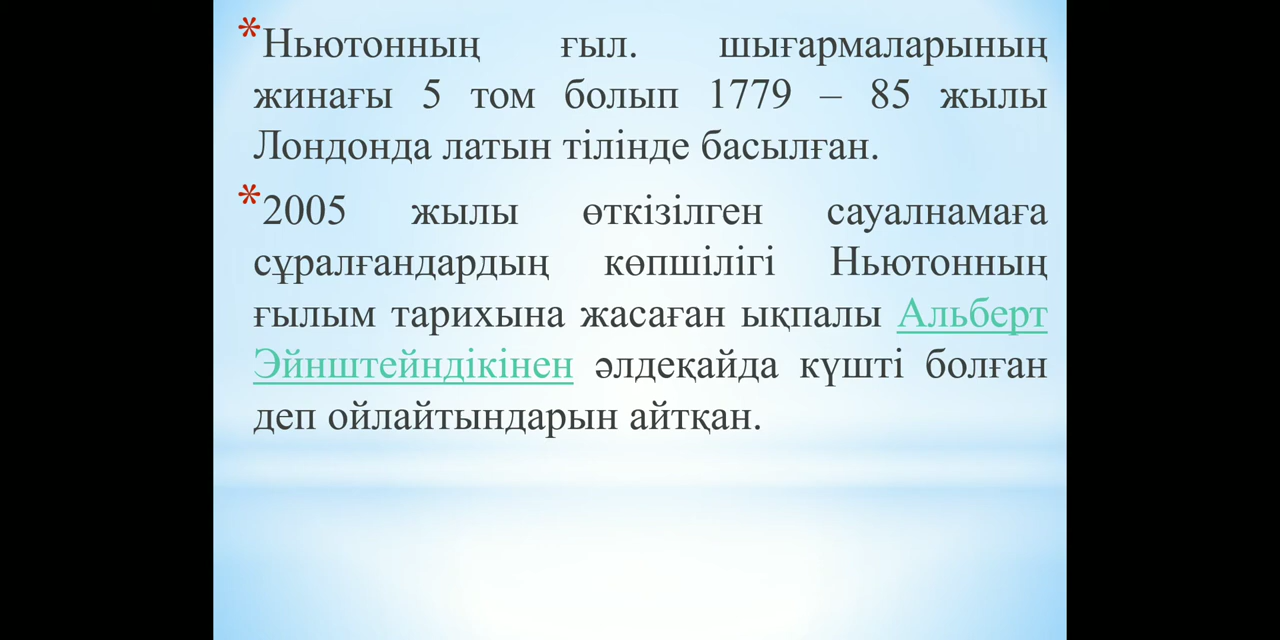 *Ньютонның ғыл. шығармаларының
жинағы 5 том болып 1779 – 85 жылы
Лондонда латын тілінде басылған.
*2005 жылы өткізілген сауалнамаға
сұралғандардың көпшілігі Ньютонның
ғылым тарихына жасаған ықпалы Альберт
Эйнштейндікінен әлдеқайда күшті болған
деп ойлайтындарын айтқан.